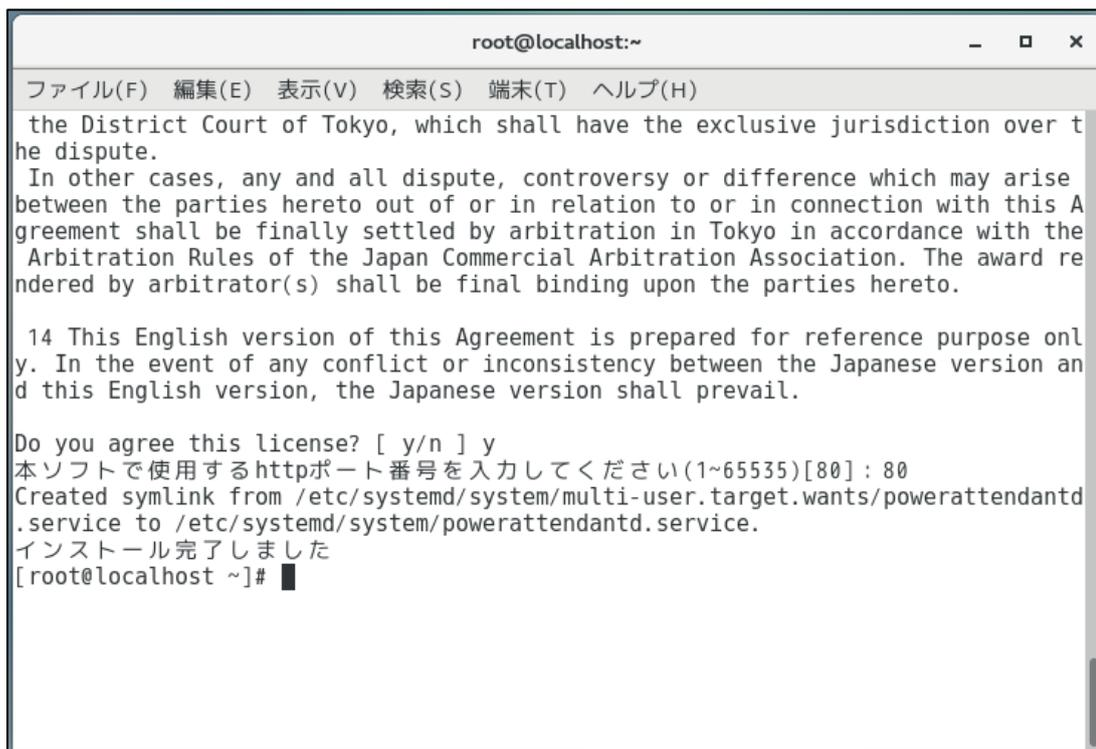 root@localhost:~
ファイル(F) 編集(E) 表示(V) 検索(S) 端末(T) ヘルプ(H)
 the District Court of Tokyo, which shall have the exclusive jurisdiction over t
he dispute.
 In other cases, any and all dispute, controversy or difference which may arise
between the parties hereto out of or in relation to or in connection with this A
greement shall be finally settled by arbitration in Tokyo in accordance with the
 Arbitration Rules of the Japan Commercial Arbitration Association. The award re
ndered by arbitrator(s) shall be final binding upon the parties hereto.
 14 This English version of this Agreement is prepared for reference purpose onl
y. In the event of any conflict or inconsistency between the Japanese version an
d this English version, the Japanese version shall prevail.
Do you agree this license? [ y/n ] y
本ソフトで使用するhttpポート番号を入力してください(1~65535)[80]:80
Created symlink from /etc/systemd/system/multi-user.target.wants/powerattendantd
.service to /etc/systemd/system/powerattendantd.service.
インストール完了しました
[root@localhost ~]#